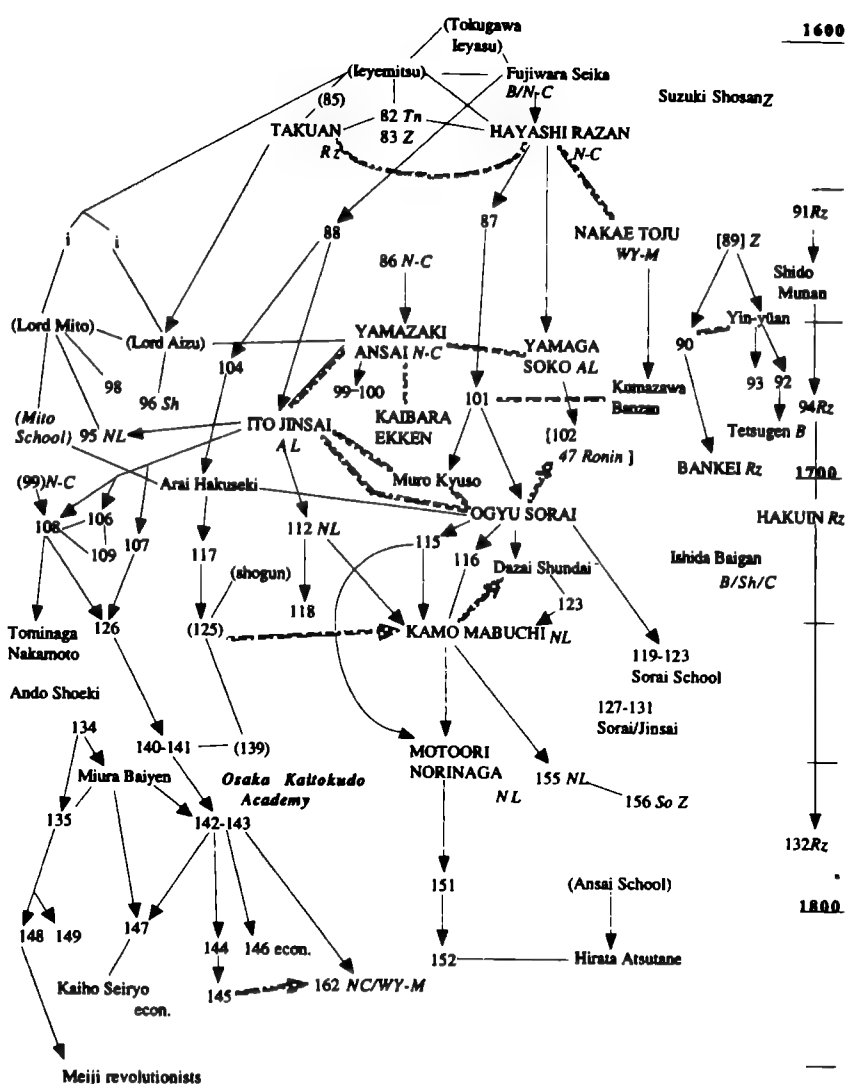 (Tokugawa
Ieyasu)
1600
(Ieyemitsu)
Fujiwara Seika
B/N-C
Suzuki Shosan Z
(85)
82 Tn
83 Z
TAKUAN
Rz
HAYASHI RAZAN
N-C
87
88
91 Rz
NAKAE TOJU
WY-M
[89] Z
i
i
86 N-C
Shido
Munan
(Lord Mito)
(Lord Aizu)
YAMAZAKI
ANSAI N-C
YAMAGA
SOKO AL
Yin-yüan
90
104
98
99-100
96 Sh
101
Kumazawa
Banzan
93
92
94 Rz
(Mito
School)
95 NL
ITO JINSAI
AL
KAIBARA
EKKEN
[102
47 Ronin ]
Tetsugen B
BANKEI Rz
1700
(99) N-C
Arai Hakuseki
Muro Kyuso
OGYU SORAI
HAKUIN Rz
108
106
109
107
117
112 NL
115
116
Dazai Shundai
Ishida Baigan
B/Sh/C
(shogun)
118
123
Tominaga
Nakamoto
126
(125)
KAMO MABUCHI NL
119-123
Sorai School
127-131
Sorai/Jinsai
Ando Shoeki
134
140-141
(139)
MOTOORI
NORINAGA
NL
155 NL
156 So Z
Miura Baiyen
Osaka Kaitokudo
Academy
135
142-143
132 Rz
151
(Ansai School)
1800
148
149
147
144
146 econ.
152
Hirata Atsutane
Kaiho Seiryo
econ.
145
162 NC/WY-M
Meiji revolutionists